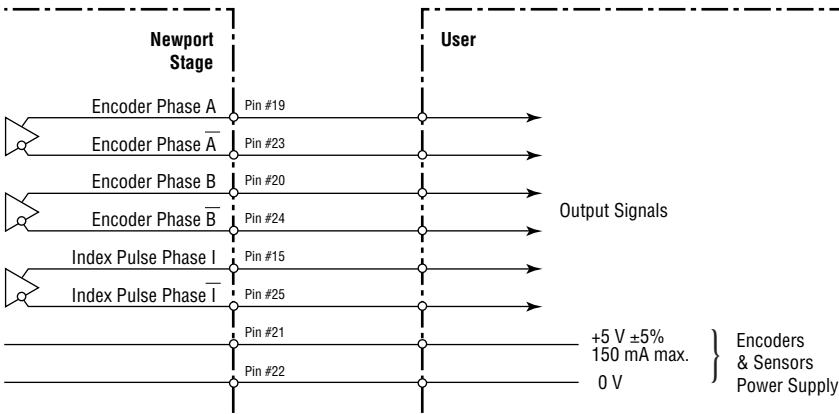 Newport
Stage
User
Encoder Phase A Pin #19
Encoder Phase A̅ Pin #23
Encoder Phase B Pin #20
Encoder Phase B̅ Pin #24
Output Signals
Index Pulse Phase I Pin #15
Index Pulse Phase I̅ Pin #25
Pin #21
+5 V ±5%
150 mA max.
Pin #22
0 V
Encoders
& Sensors
Power Supply